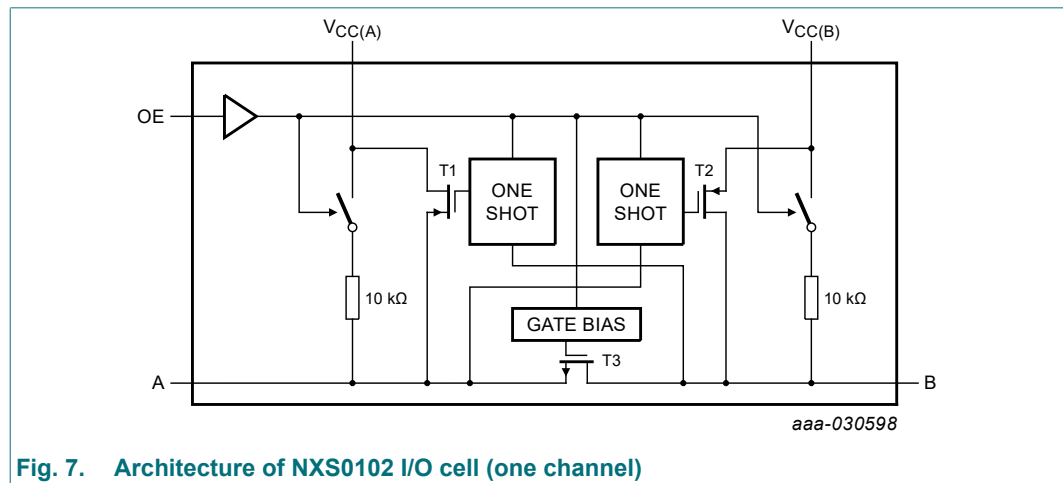 VCC(A)
VCC(B)
OE
T1
ONE
SHOT
ONE
SHOT
T2
10 kΩ
10 kΩ
GATE BIAS
T3
A
B
aaa-030598
Fig. 7. Architecture of NXS0102 I/O cell (one channel)